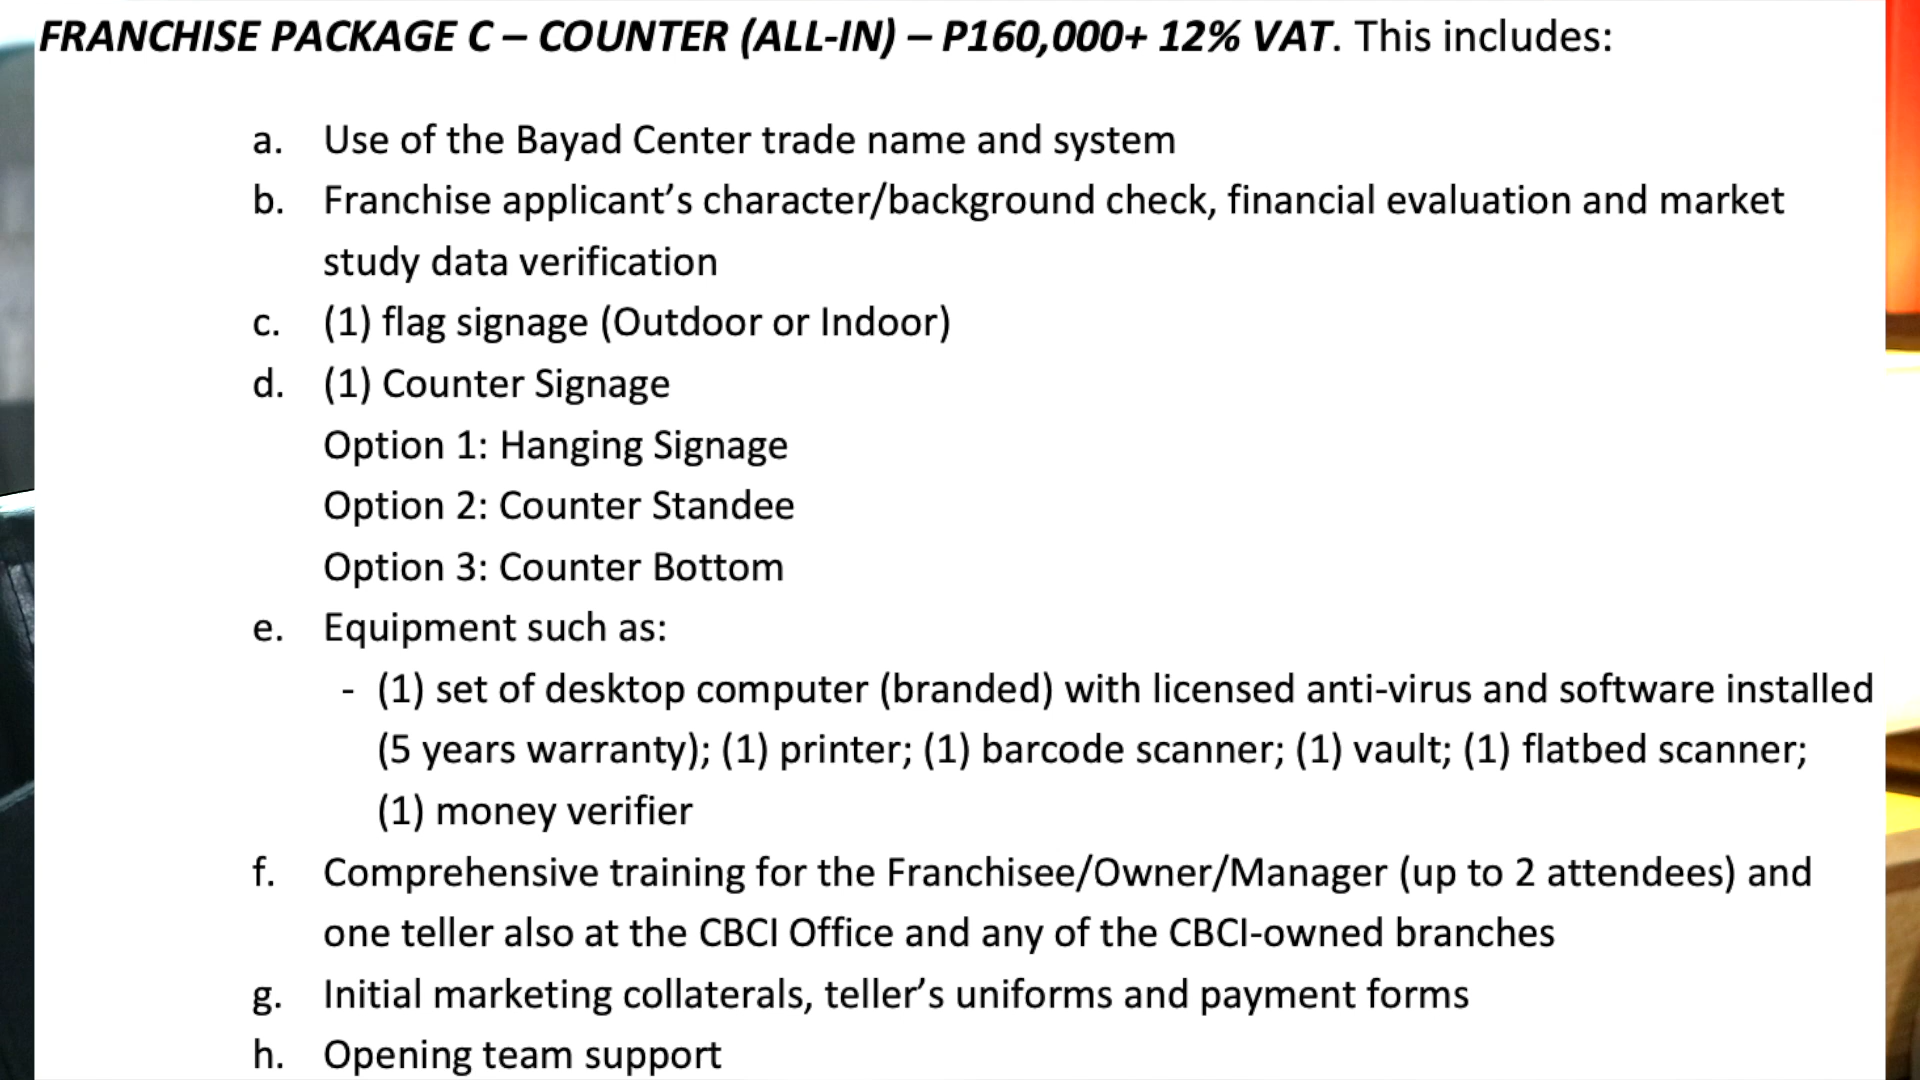 FRANCHISE PACKAGE C – COUNTER (ALL-IN) – P160,000+ 12% VAT. This includes:
a. Use of the Bayad Center trade name and system
b. Franchise applicant’s character/background check, financial evaluation and market
study data verification
c. (1) flag signage (Outdoor or Indoor)
d. (1) Counter Signage
Option 1: Hanging Signage
Option 2: Counter Standee
Option 3: Counter Bottom
e. Equipment such as:
- (1) set of desktop computer (branded) with licensed anti-virus and software installed
(5 years warranty); (1) printer; (1) barcode scanner; (1) vault; (1) flatbed scanner;
(1) money verifier
f. Comprehensive training for the Franchisee/Owner/Manager (up to 2 attendees) and
one teller also at the CBCI Office and any of the CBCI-owned branches
g. Initial marketing collaterals, teller’s uniforms and payment forms
h. Opening team support